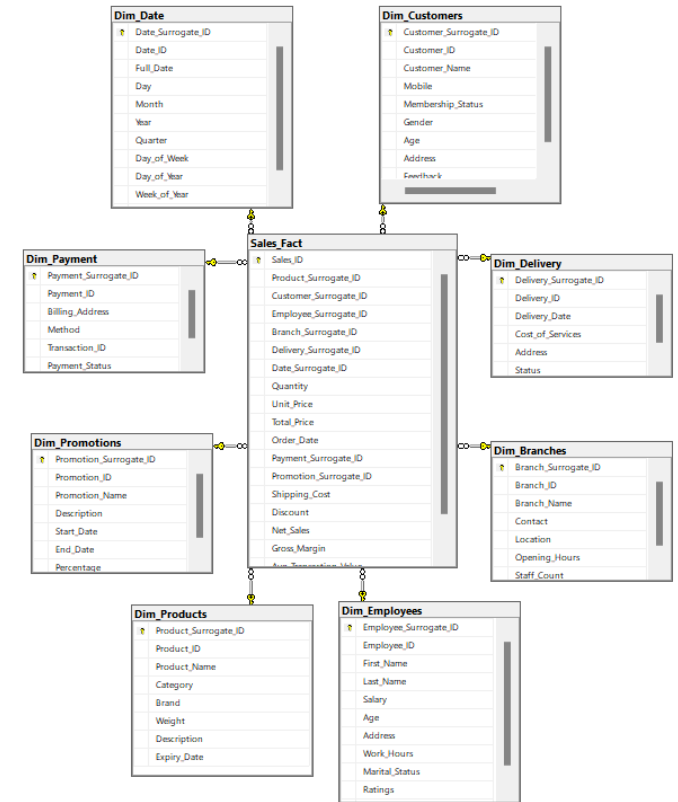 Dim_Date
Date_Surrogate_ID
Date_ID
Full_Date
Day
Month
Year
Quarter
Day_of_Week
Day_of_Year
Week_of_Year
Dim_Customers
Customer_Surrogate_ID
Customer_ID
Customer_Name
Mobile
Membership_Status
Gender
Age
Address
Feedback
Dim_Payment
Payment_Surrogate_ID
Payment_ID
Billing_Address
Method
Transaction_ID
Payment_Status
Sales_Fact
Sales_ID
Product_Surrogate_ID
Customer_Surrogate_ID
Employee_Surrogate_ID
Branch_Surrogate_ID
Delivery_Surrogate_ID
Date_Surrogate_ID
Quantity
Unit_Price
Total_Price
Order_Date
Payment_Surrogate_ID
Promotion_Surrogate_ID
Shipping_Cost
Discount
Net_Sales
Gross_Margin
Dim_Delivery
Delivery_Surrogate_ID
Delivery_ID
Delivery_Date
Cost_of_Services
Address
Status
Dim_Promotions
Promotion_Surrogate_ID
Promotion_ID
Promotion_Name
Description
Start_Date
End_Date
Percentage
Dim_Branches
Branch_Surrogate_ID
Branch_ID
Branch_Name
Contact
Location
Opening_Hours
Staff_Count
Dim_Products
Product_Surrogate_ID
Product_ID
Product_Name
Category
Brand
Weight
Description
Expiry_Date
Dim_Employees
Employee_Surrogate_ID
Employee_ID
First_Name
Last_Name
Salary
Age
Address
Work_Hours
Marital_Status
Ratings